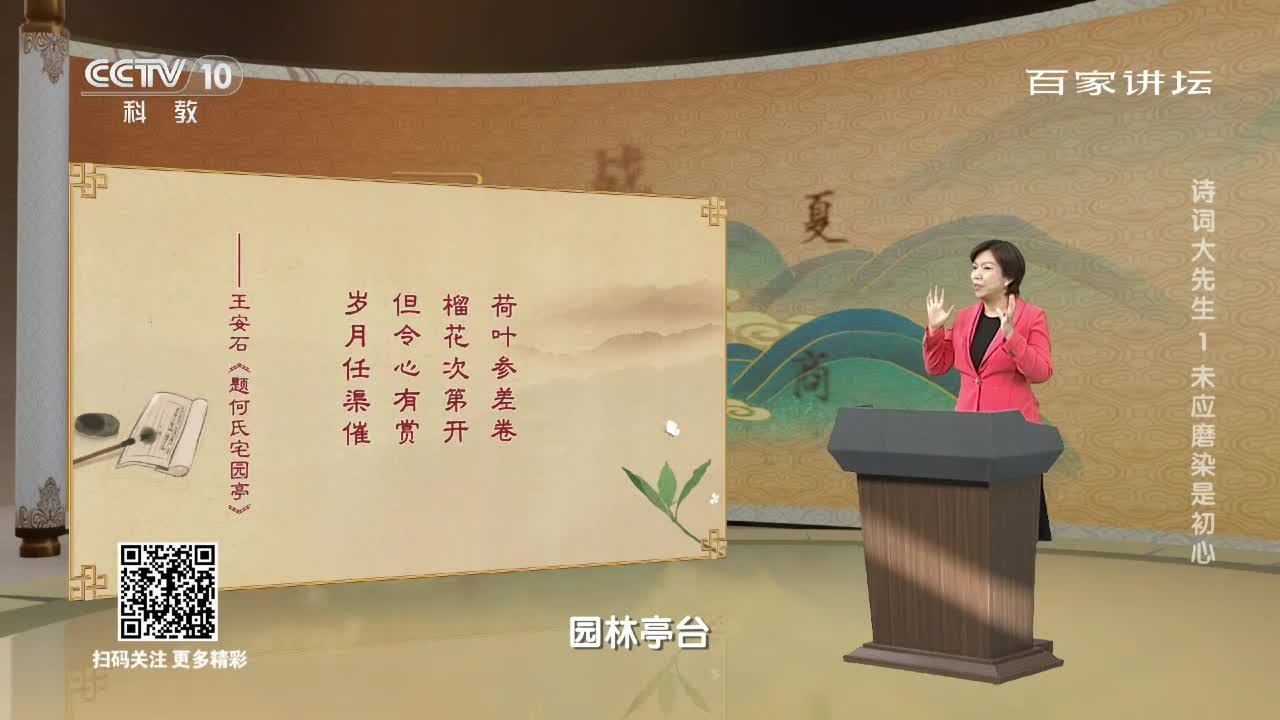 CCTV 10
科教
百家讲坛
战
夏
商
诗词大先生 1 未应磨染是初心
荷叶参差卷
榴花次第开
但令心有赏
岁月任渠催
——王安石《题何氏宅园亭》
园林亭台
扫码关注 更多精彩